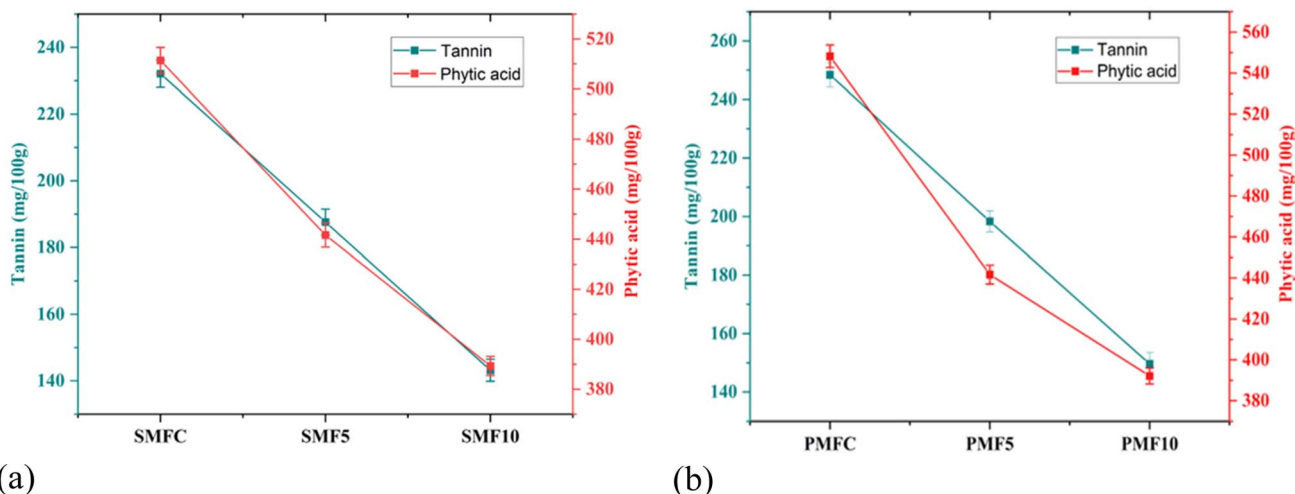 Tannin
Phytic acid
Tannin (mg/100g)
240
220
200
180
160
140
520
500
480
460
440
420
400
390
380
Phytic acid (mg/100g)
SMFC SMF5 SMF10
(a)
Tannin
Phytic acid
Tannin (mg/100g)
260
240
220
200
180
160
140
560
540
520
500
480
460
440
420
400
380
Phytic acid (mg/100g)
PMFC PMF5 PMF10
(b)